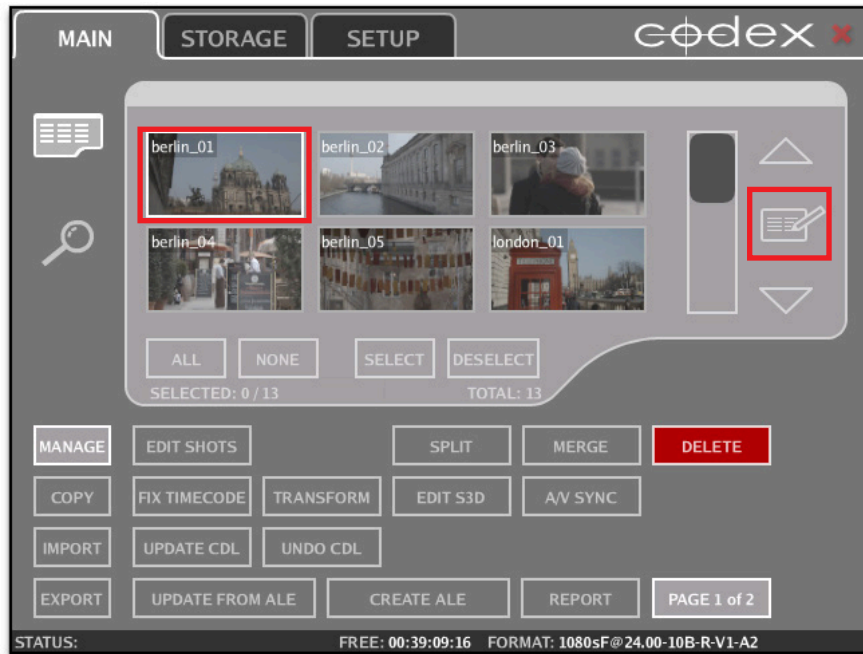 MAIN STORAGE SETUP codex
berlin_01 berlin_02 berlin_03
berlin_04 berlin_05 london_01
TELEPHONE
ALL NONE SELECT DESELECT
SELECTED: 0 / 13 TOTAL: 13
MANAGE EDIT SHOTS SPLIT MERGE DELETE
COPY FIX TIMECODE TRANSFORM EDIT S3D A/V SYNC
IMPORT UPDATE CDL UNDO CDL
EXPORT UPDATE FROM ALE CREATE ALE REPORT PAGE 1 of 2
STATUS: FREE: 00:39:09:16 FORMAT: 1080sF@24.00-10B-R-V1-A2